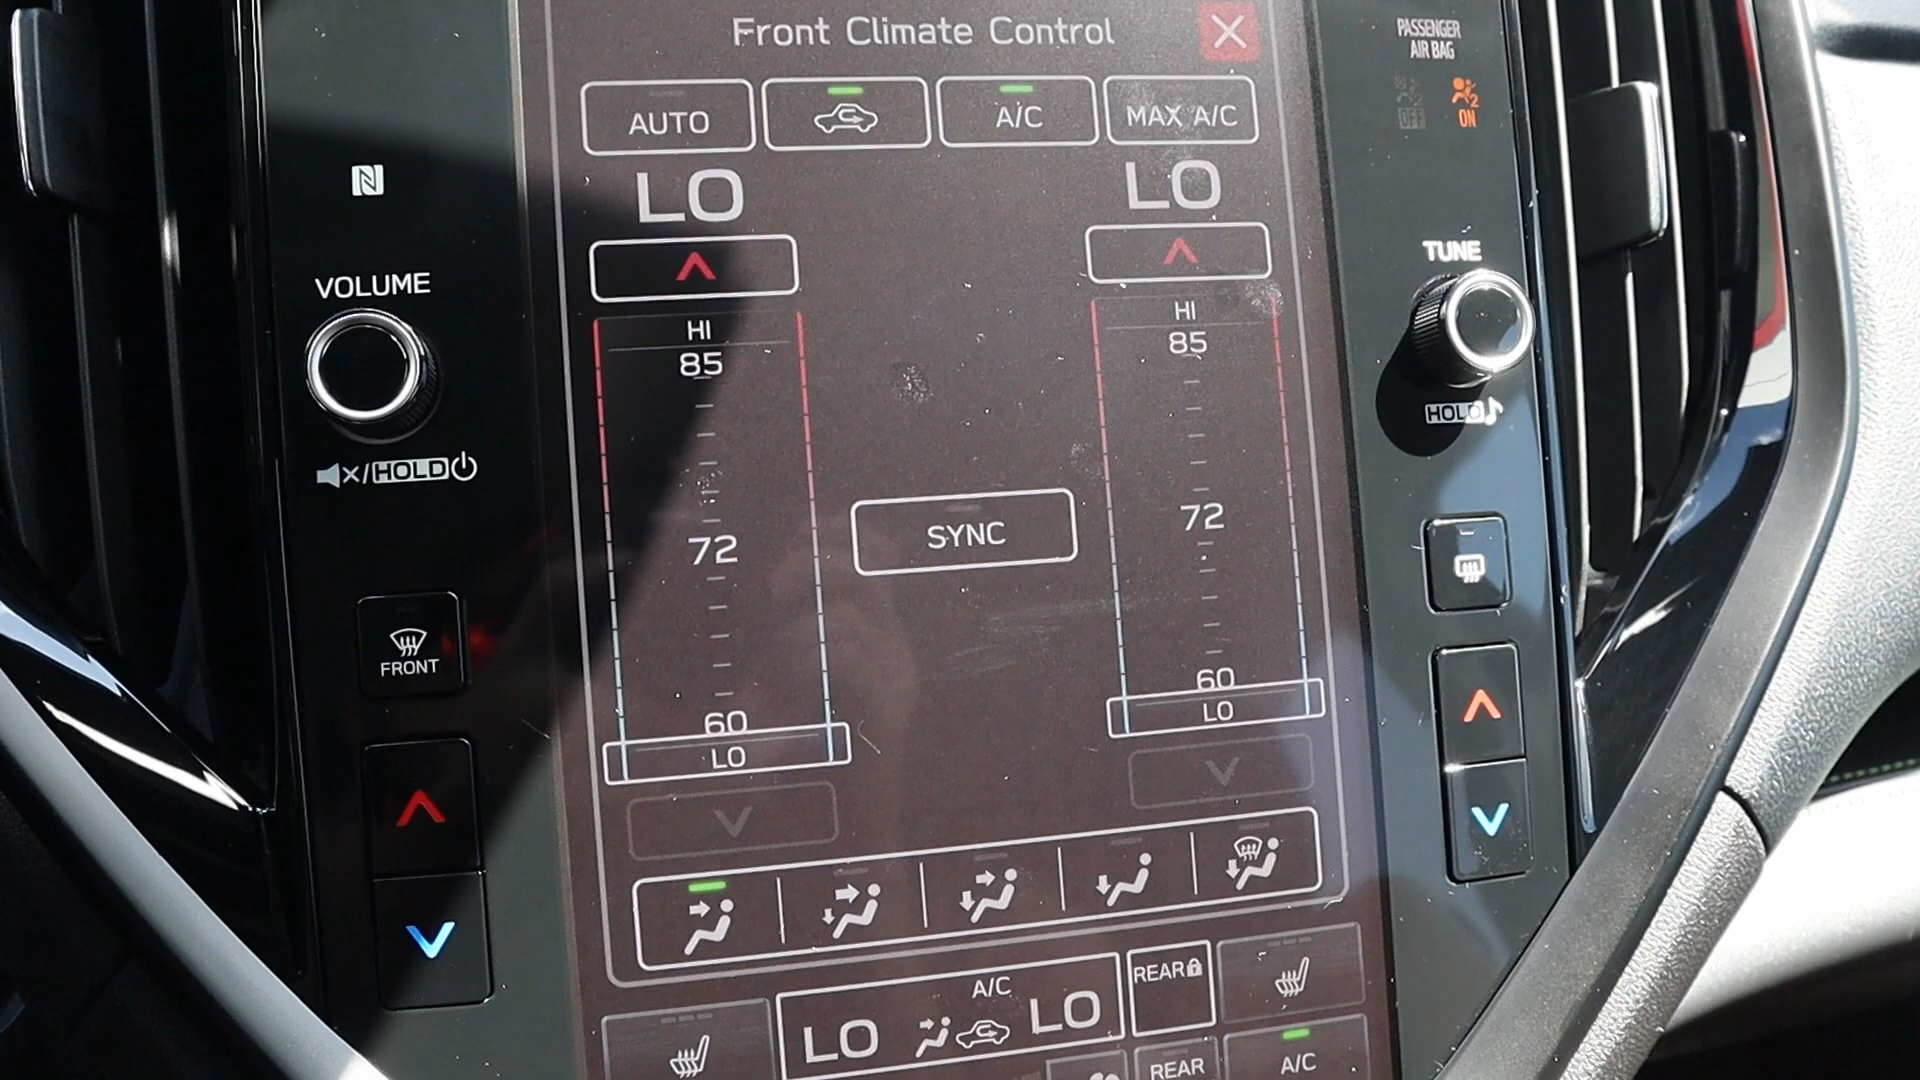 Front Climate Control
PASSENGER
AIR BAG
AUTO
A/C
MAX A/C
OFF
2
ON
LO
LO
VOLUME
TUNE
HI
85
72
60
LO
HI
85
72
60
LO
HOLD
/HOLD
SYNC
FRONT
A/C
LO
LO
REAR
REAR
A/C